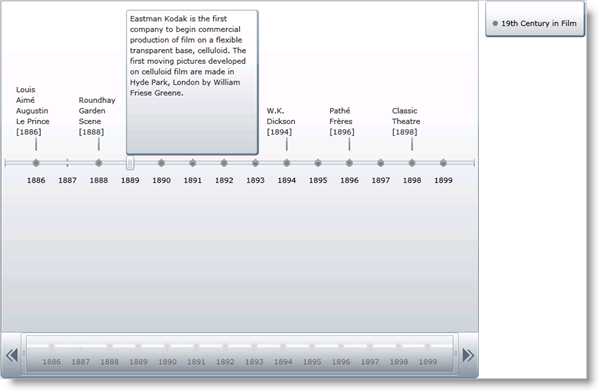 Eastman Kodak is the first
company to begin commercial
production of film on a flexible
transparent base, celluloid. The
first moving pictures developed
on celluloid film are made in
Hyde Park, London by William
Friese Greene.
19th Century in Film
Louis
Aimé
Augustin
Le Prince
[1886]
Roundhay
Garden
Scene
[1888]
W.K.
Dickson
[1894]
Pathé
Frères
[1896]
Classic
Theatre
[1898]
1886 1887 1888 1889 1890 1891 1892 1893 1894 1895 1896 1897 1898 1899
1886 1887 1888 1889 1890 1891 1892 1893 1894 1895 1896 1897 1898 1899